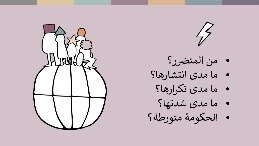 من المتضرر؟
ما مدى انتشارها؟
ما مدى تكرارها؟
ما مدى شدتها؟
الحكومة متورطة؟